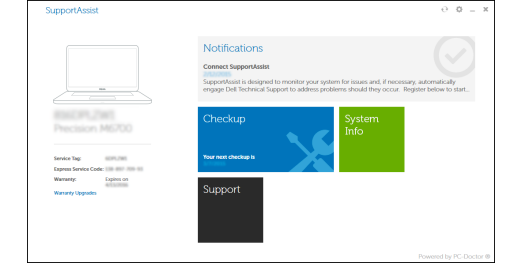 SupportAssist
Notifications
Connect SupportAssist
SupportAssist is designed to monitor your system for issues and, if necessary, automatically
engage Dell Technical Support to address problems should they occur. Register below to start...
Precision M6700
Checkup
Your next checkup is
System
Info
Service Tag:
Express Service Code:
Warranty:
Expires on
Warranty Upgrades
Support
Powered by PC-Doctor ®